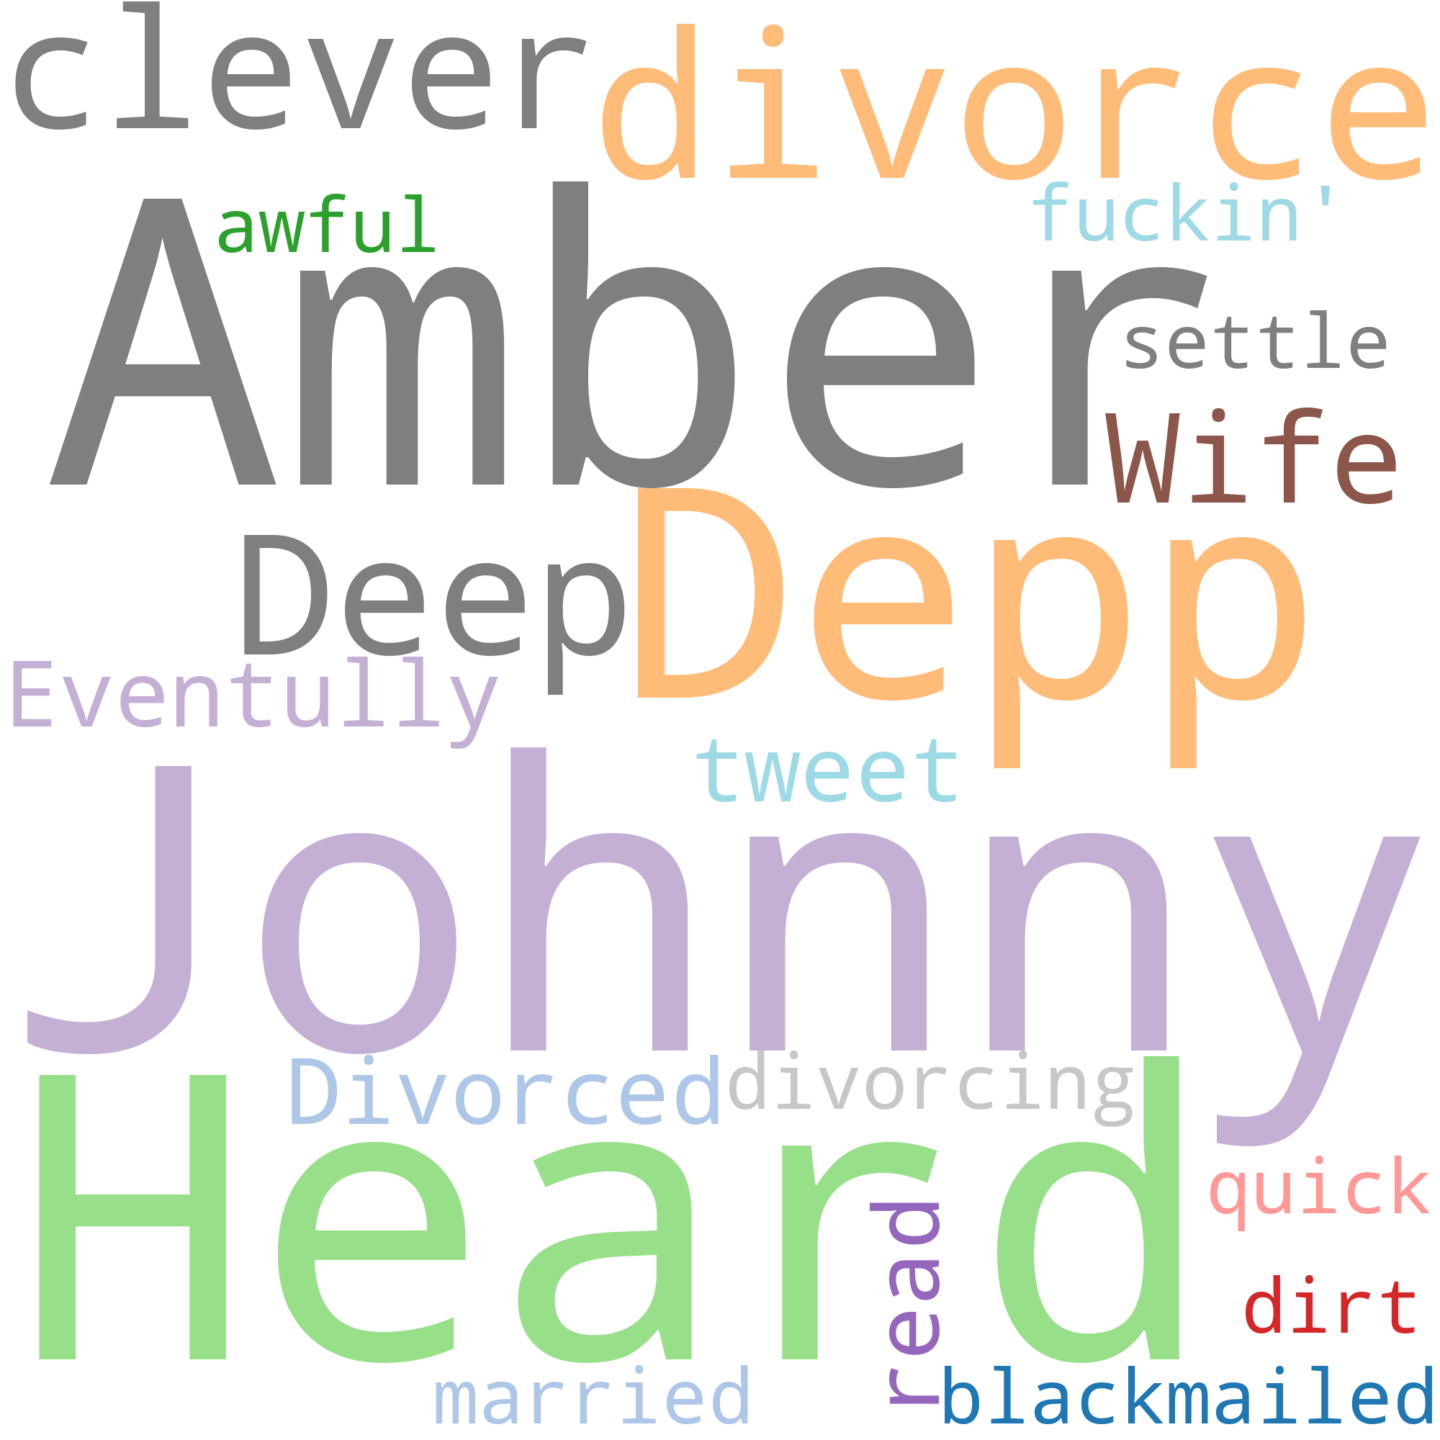 clever
divorce
awful
fuckin'
Amber
settle
Wife
Deep
Depp
Eventully
tweet
Johnny
Divorced
divorcing
Heard
quick
read
dirt
married
blackmailed